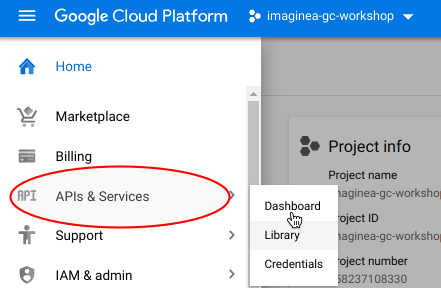 Google Cloud Platform
imaginea-gc-workshop
Home
Marketplace
Billing
API
APIs & Services
Support
IAM & admin
Dashboard
Library
Credentials
Project info
Project name
imaginea-gc-workshop
Project ID
imaginea-gc-workshop
Project number
58237108330